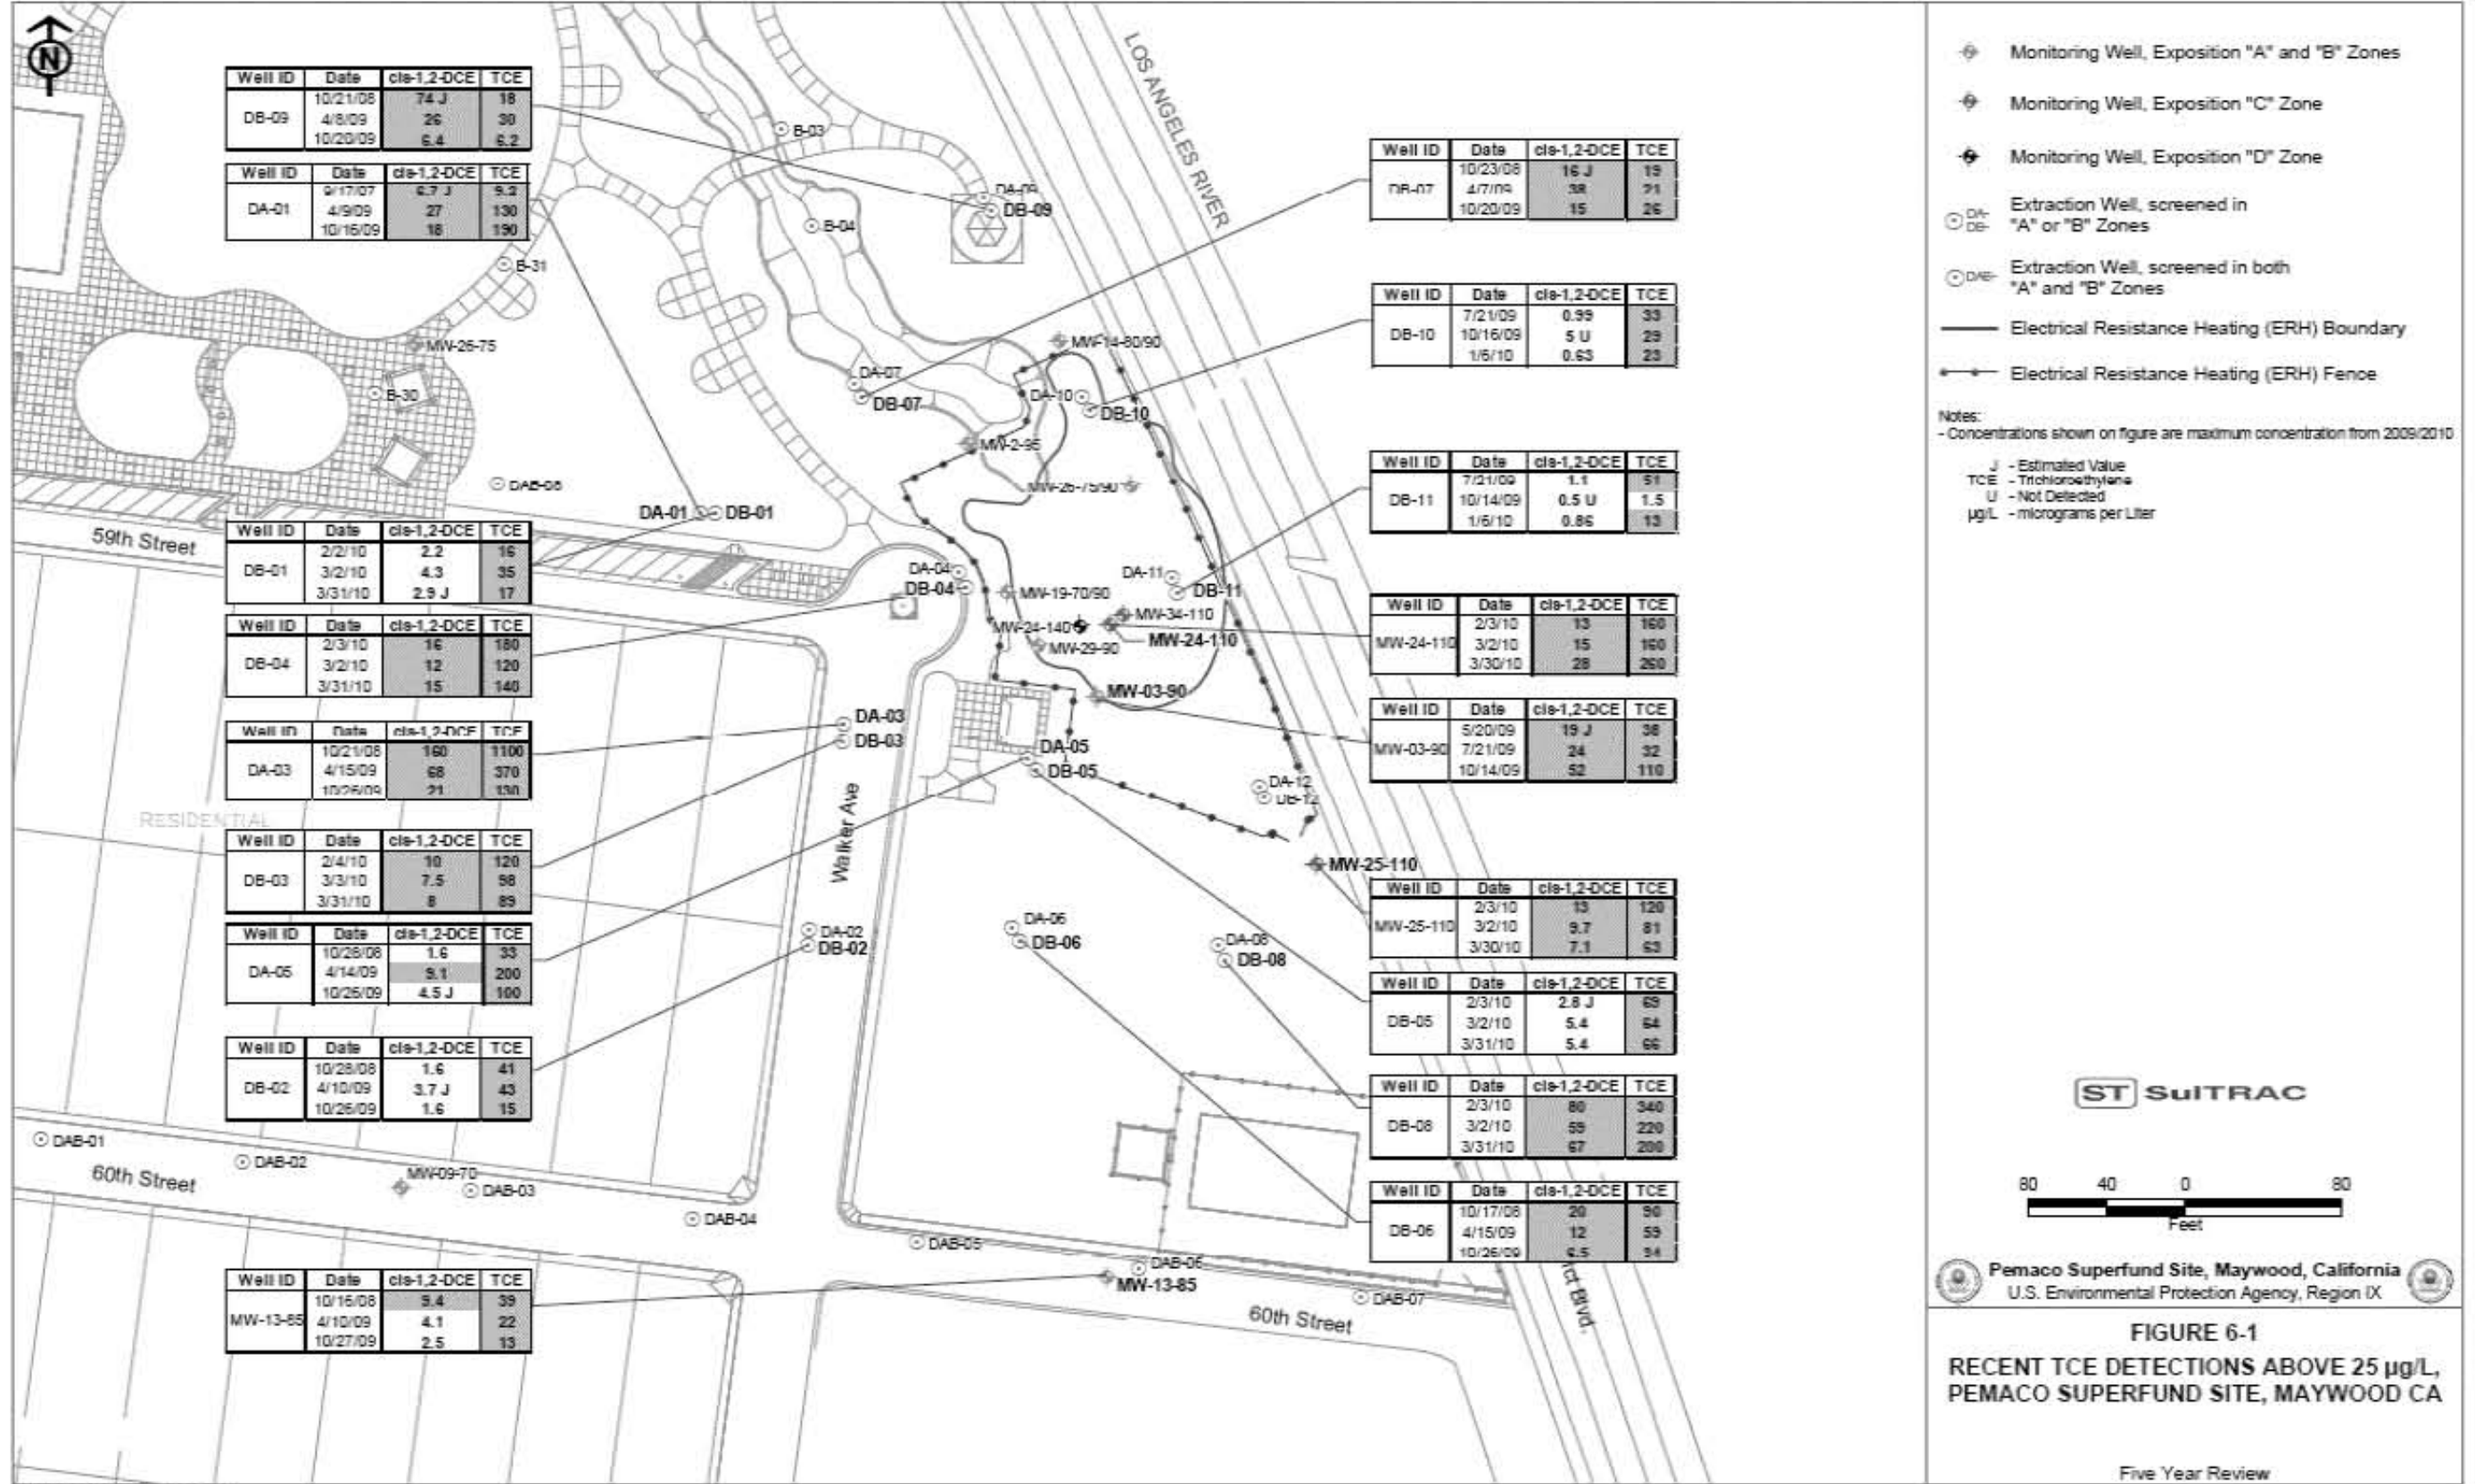 N
Well ID Date cis-1,2-DCE TCE
DB-09
10/21/08 74 J 18
4/8/09 26 30
10/20/09 6.4 6.2
Well ID Date cis-1,2-DCE TCE
DA-01
9/17/07 6.7 J 9.2
4/9/09 27 130
10/16/09 18 190
Well ID Date cis-1,2-DCE TCE
DB-01
2/2/10 2.2 16
3/2/10 4.3 35
3/31/10 2.9 J 17
Well ID Date cis-1,2-DCE TCE
DB-04
2/3/10 16 180
3/2/10 12 120
3/31/10 15 140
Well ID Date cis-1,2-DCE TCE
DA-03
10/21/08 160 1100
4/15/09 68 370
10/26/09 21 130
Well ID Date cis-1,2-DCE TCE
DB-03
2/4/10 10 120
3/3/10 7.5 98
3/31/10 8 89
Well ID Date cis-1,2-DCE TCE
DA-05
10/28/08 1.6 33
4/14/09 9.1 200
10/26/09 4.5 J 100
Well ID Date cis-1,2-DCE TCE
DB-02
10/28/08 1.6 41
4/10/09 3.7 J 43
10/26/09 1.6 15
Well ID Date cis-1,2-DCE TCE
MW-13-85
10/16/08 9.4 39
4/10/09 4.1 22
10/27/09 2.5 13
LOS ANGELES RIVER
B-03
DA-09
DB-09
B-04
B-31
MW-26-75
B-30
MW-14-80/90
DA-07
DB-07
DA-10
DB-10
MW-2-95
MW-26-75/90
DAB-08
DA-01
DB-01
59th Street
DA-04
DB-04
MW-19-70/90
DA-11
DB-11
MW-34-110
MW-24-140
MW-24-110
MW-29-90
MW-03-90
DA-03
DB-03
DA-05
DB-05
DA-12
DB-12
RESIDENTIAL
Walker Ave
MW-25-110
DA-02
DB-02
DA-06
DB-06
DA-08
DB-08
DAB-01
DAB-02
60th Street
MW-09-70
DAB-03
DAB-04
DAB-05
DAB-06
MW-13-85
DAB-07
60th Street
Blvd.
Well ID Date cis-1,2-DCE TCE
DB-07
10/23/08 16 J 19
4/7/09 38 21
10/20/09 15 26
Well ID Date cis-1,2-DCE TCE
DB-10
7/21/09 0.99 33
10/16/09 5 U 29
1/6/10 0.63 23
Well ID Date cis-1,2-DCE TCE
DB-11
7/21/09 1.1 51
10/14/09 0.5 U 1.5
1/6/10 0.86 13
Well ID Date cis-1,2-DCE TCE
MW-24-110
2/3/10 13 160
3/2/10 15 160
3/30/10 28 260
Well ID Date cis-1,2-DCE TCE
MW-03-90
5/20/09 19 J 38
7/21/09 24 32
10/14/09 52 110
Well ID Date cis-1,2-DCE TCE
MW-25-110
2/3/10 13 120
3/2/10 9.7 81
3/30/10 7.1 63
Well ID Date cis-1,2-DCE TCE
DB-05
2/3/10 2.8 J 69
3/2/10 5.4 64
3/31/10 5.4 66
Well ID Date cis-1,2-DCE TCE
DB-08
2/3/10 80 340
3/2/10 59 220
3/31/10 67 200
Well ID Date cis-1,2-DCE TCE
DB-06
10/17/08 20 90
4/15/09 12 59
10/26/09 6.5 34
Monitoring Well, Exposition "A" and "B" Zones
Monitoring Well, Exposition "C" Zone
Monitoring Well, Exposition "D" Zone
DA-
DB-
Extraction Well, screened in
"A" or "B" Zones
DAB-
Extraction Well, screened in both
"A" and "B" Zones
Electrical Resistance Heating (ERH) Boundary
Electrical Resistance Heating (ERH) Fence
Notes:
- Concentrations shown on figure are maximum concentration from 2009/2010
J - Estimated Value
TCE - Trichloroethylene
U - Not Detected
µg/L - micrograms per Liter
ST SulTRAC
80 40 0 80
Feet
Pemaco Superfund Site, Maywood, California
U.S. Environmental Protection Agency, Region IX
FIGURE 6-1
RECENT TCE DETECTIONS ABOVE 25 µg/L,
PEMACO SUPERFUND SITE, MAYWOOD CA
Five Year Review